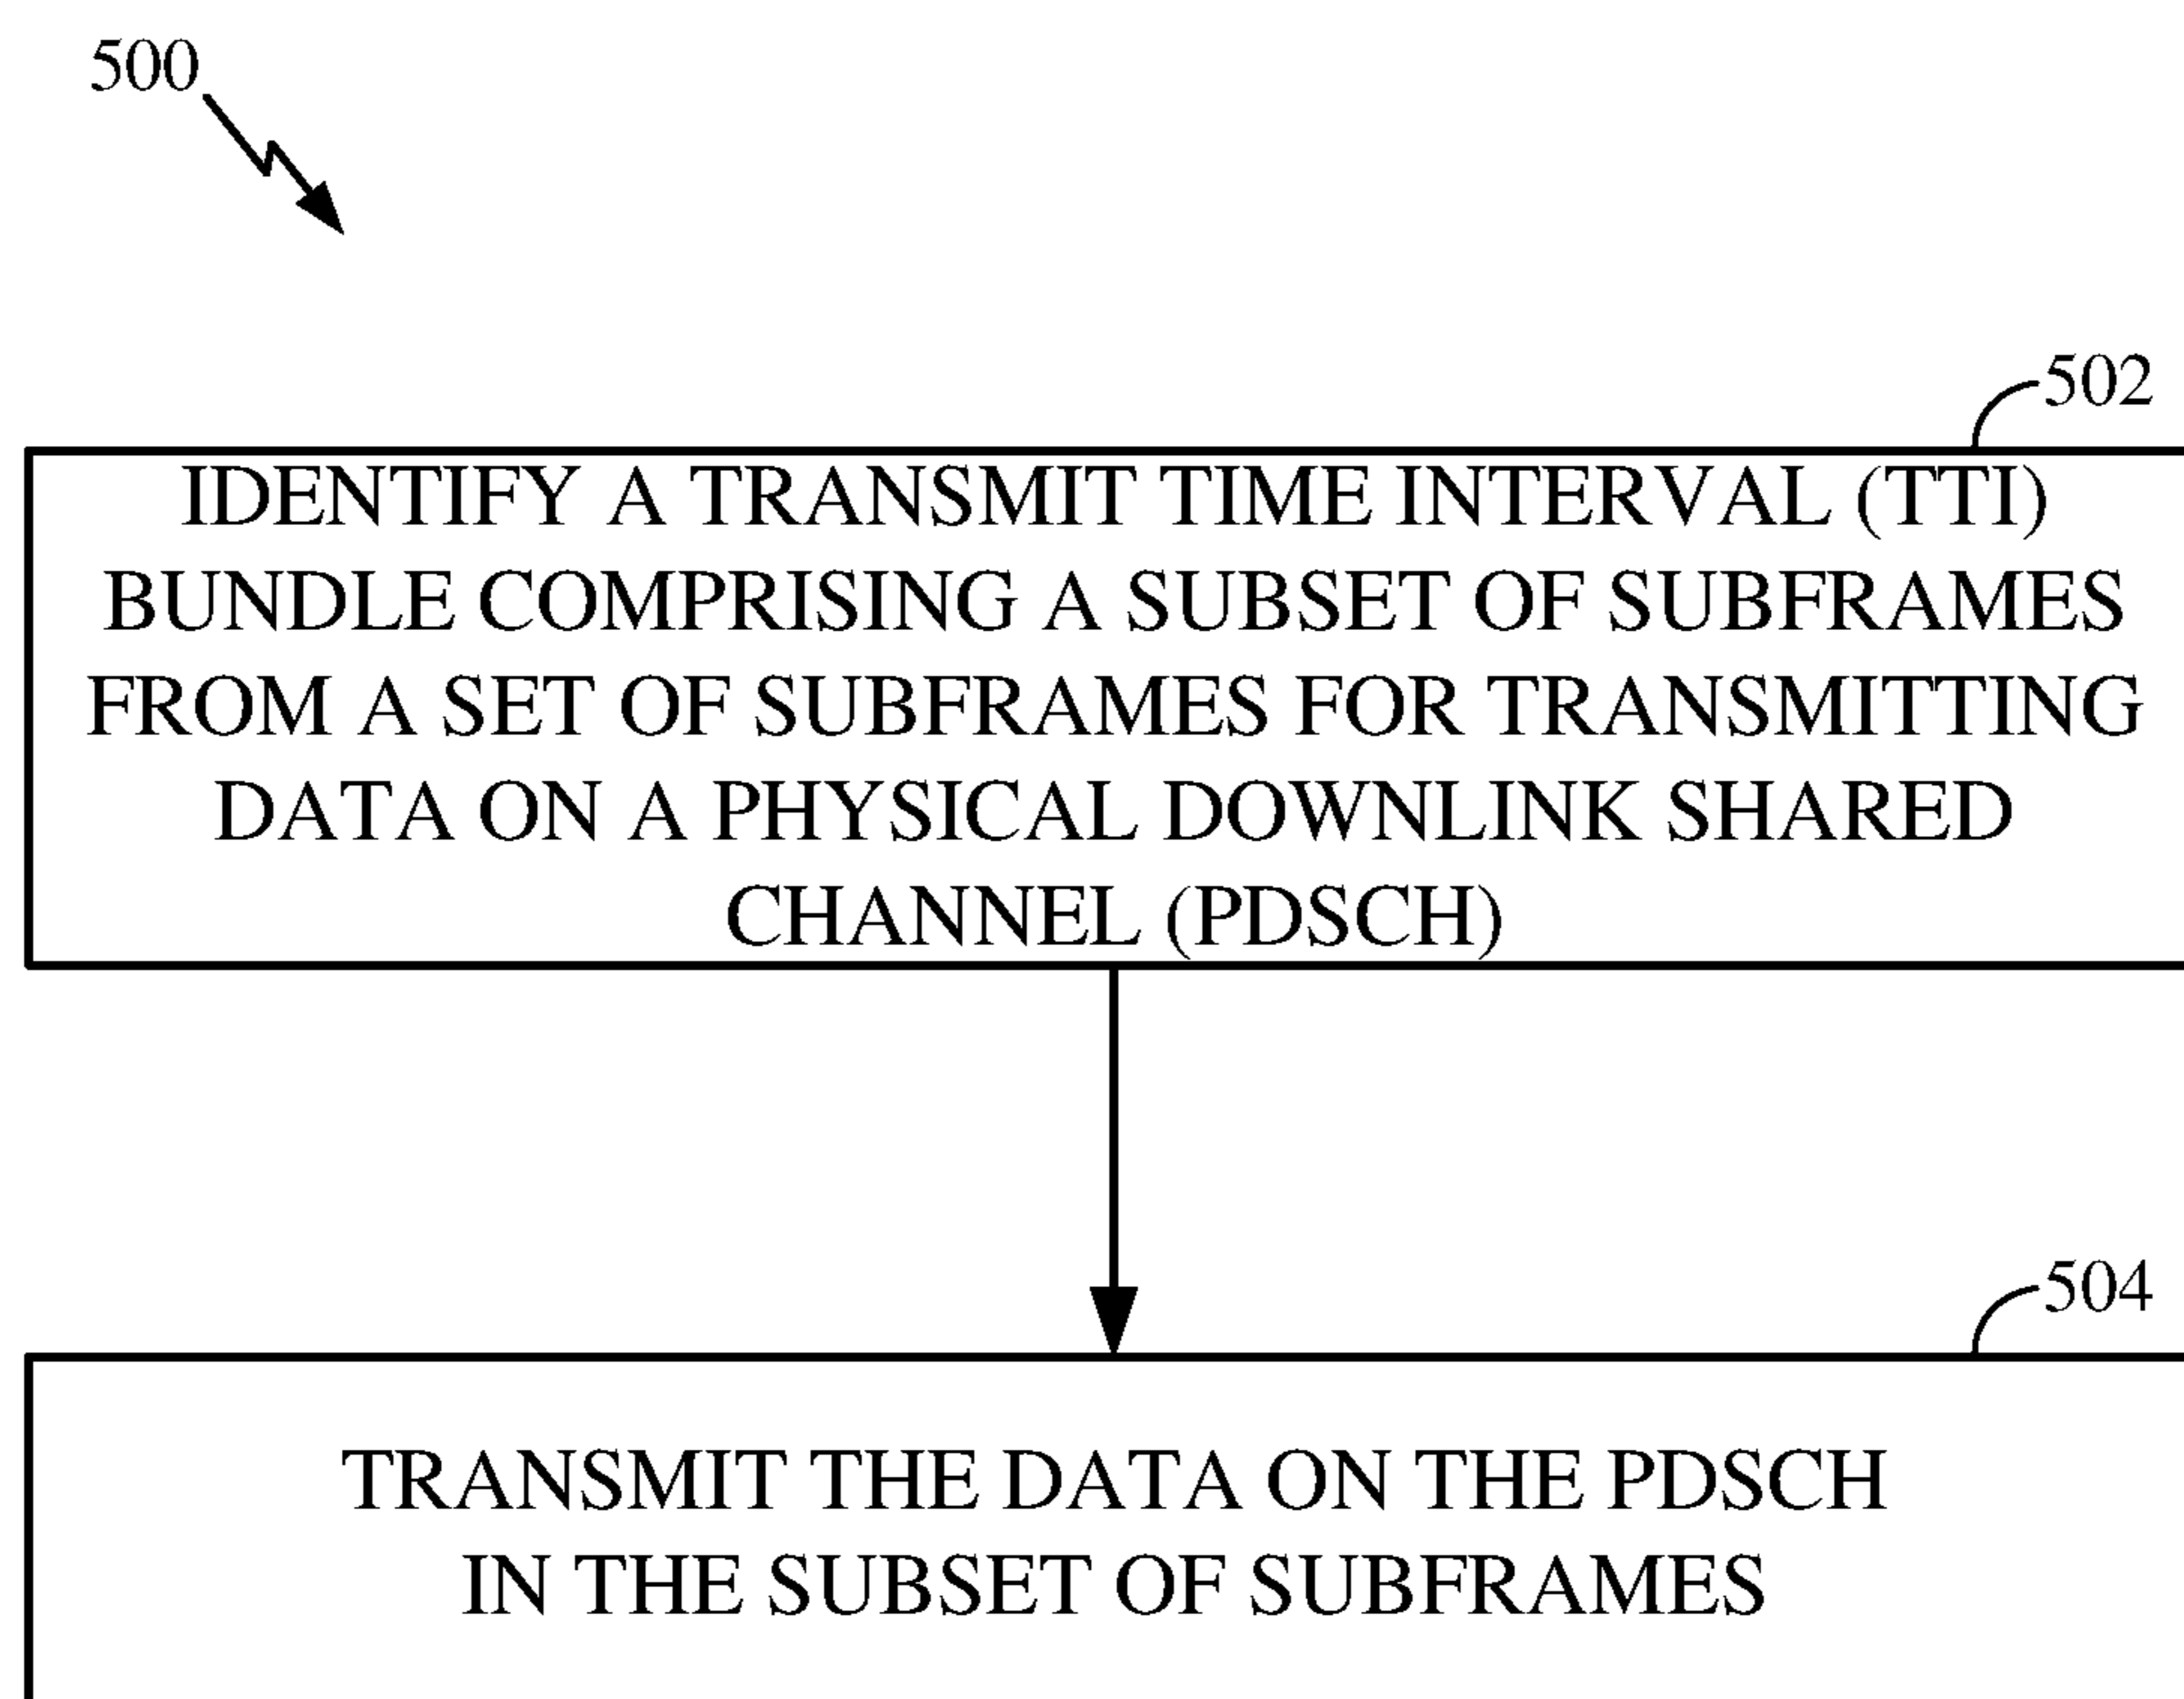 500
502
IDENTIFY A TRANSMIT TIME INTERVAL (TTI)
BUNDLE COMPRISING A SUBSET OF SUBFRAMES
FROM A SET OF SUBFRAMES FOR TRANSMITTING
DATA ON A PHYSICAL DOWNLINK SHARED
CHANNEL (PDSCH)
504
TRANSMIT THE DATA ON THE PDSCH
IN THE SUBSET OF SUBFRAMES